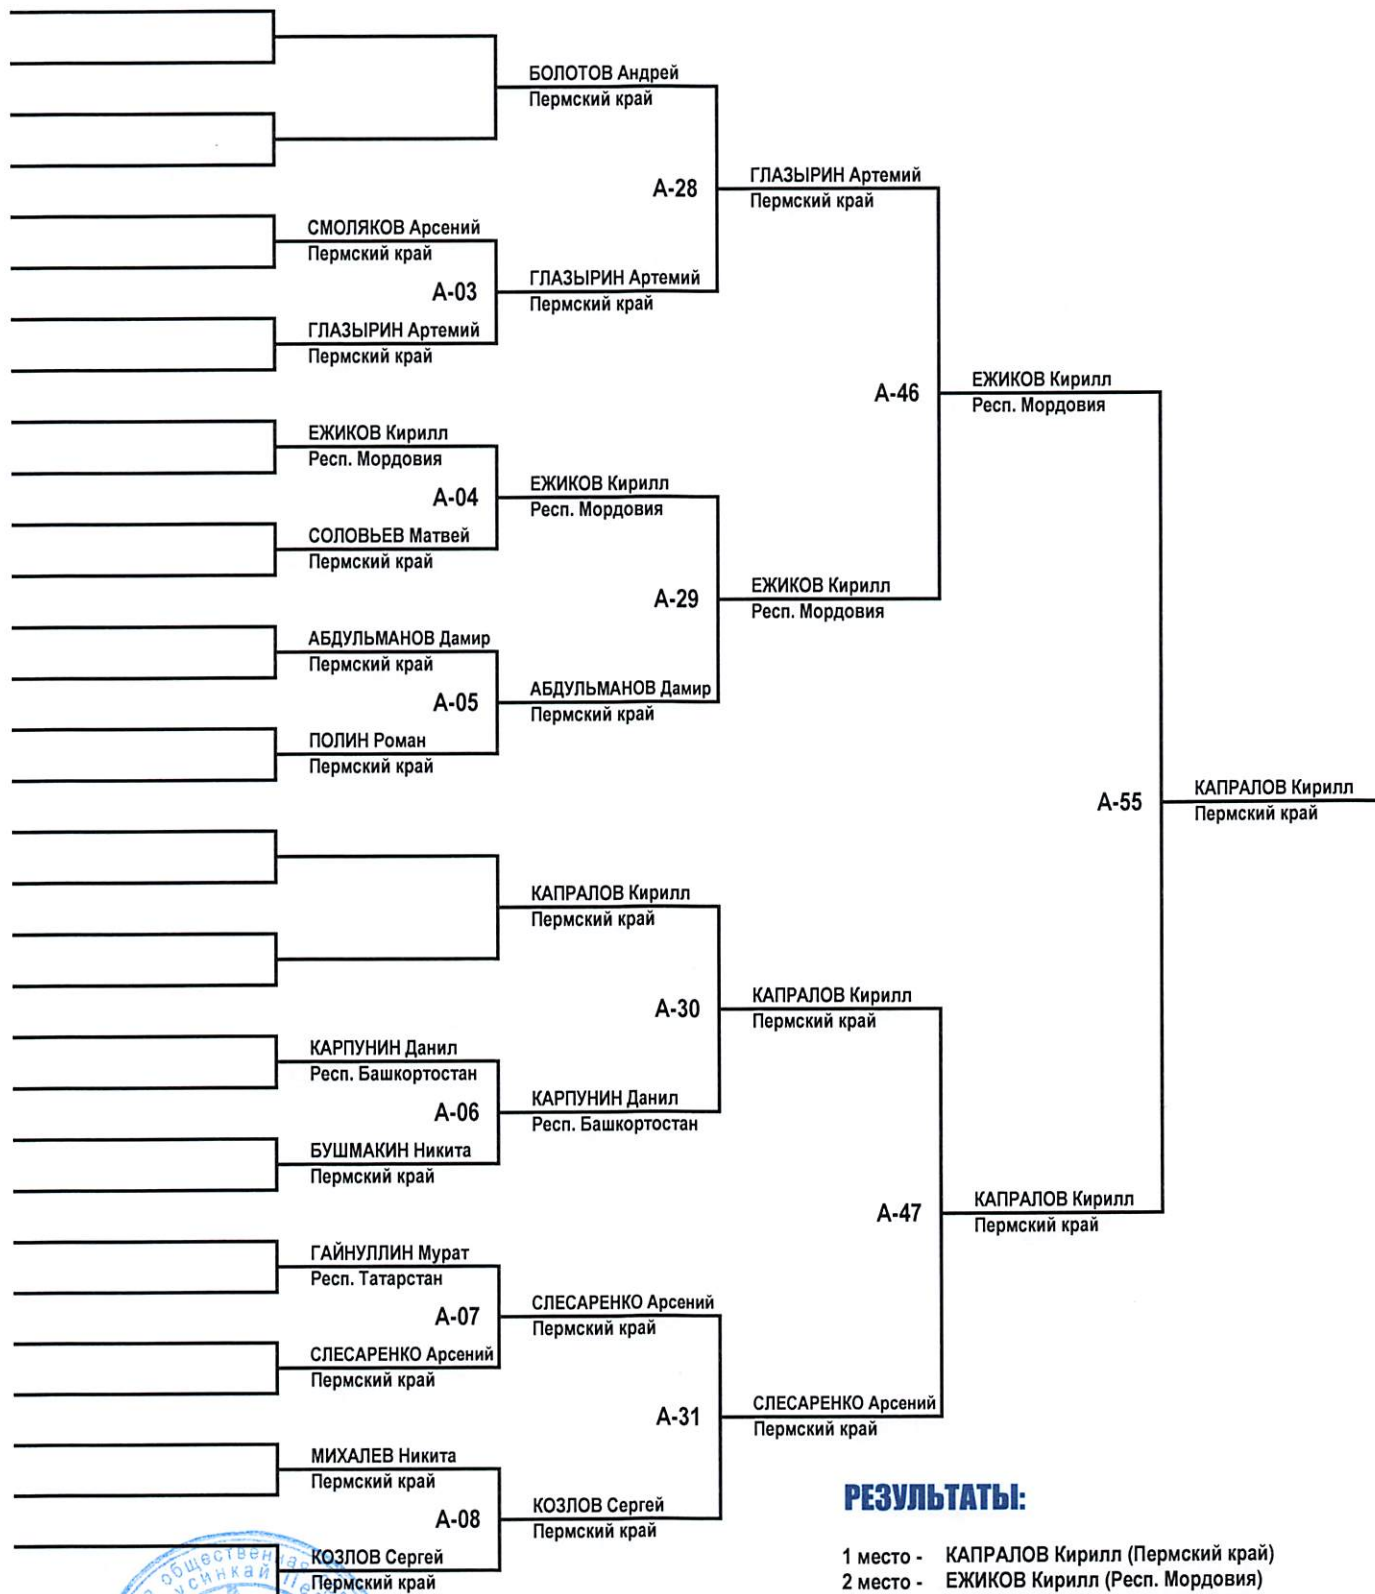 БОЛОТОВ Андрей
Пермский край
А-28
ГЛАЗЫРИН Артемий
Пермский край
СМОЛЯКОВ Арсений
Пермский край
А-03
ГЛАЗЫРИН Артемий
Пермский край
ГЛАЗЫРИН Артемий
Пермский край
А-46
ЕЖИКОВ Кирилл
Респ. Мордовия
ЕЖИКОВ Кирилл
Респ. Мордовия
А-04
ЕЖИКОВ Кирилл
Респ. Мордовия
СОЛОВЬЕВ Матвей
Пермский край
А-29
ЕЖИКОВ Кирилл
Респ. Мордовия
АБДУЛЬМАНОВ Дамир
Пермский край
А-05
АБДУЛЬМАНОВ Дамир
Пермский край
ПОЛИН Роман
Пермский край
А-55
КАПРАЛОВ Кирилл
Пермский край
КАПРАЛОВ Кирилл
Пермский край
А-30
КАПРАЛОВ Кирилл
Пермский край
КАРПУНИН Данил
Респ. Башкортостан
А-06
КАРПУНИН Данил
Респ. Башкортостан
БУШМАКИН Никита
Пермский край
А-47
КАПРАЛОВ Кирилл
Пермский край
ГАЙНУЛЛИН Мурат
Респ. Татарстан
А-07
СЛЕСАРЕНКО Арсений
Пермский край
СЛЕСАРЕНКО Арсений
Пермский край
А-31
СЛЕСАРЕНКО Арсений
Пермский край
МИХАЛЕВ Никита
Пермский край
А-08
КОЗЛОВ Сергей
Пермский край
КОЗЛОВ Сергей
Пермский край
РЕЗУЛЬТАТЫ:
1 место - КАПРАЛОВ Кирилл (Пермский край)
2 место - ЕЖИКОВ Кирилл (Респ. Мордовия)